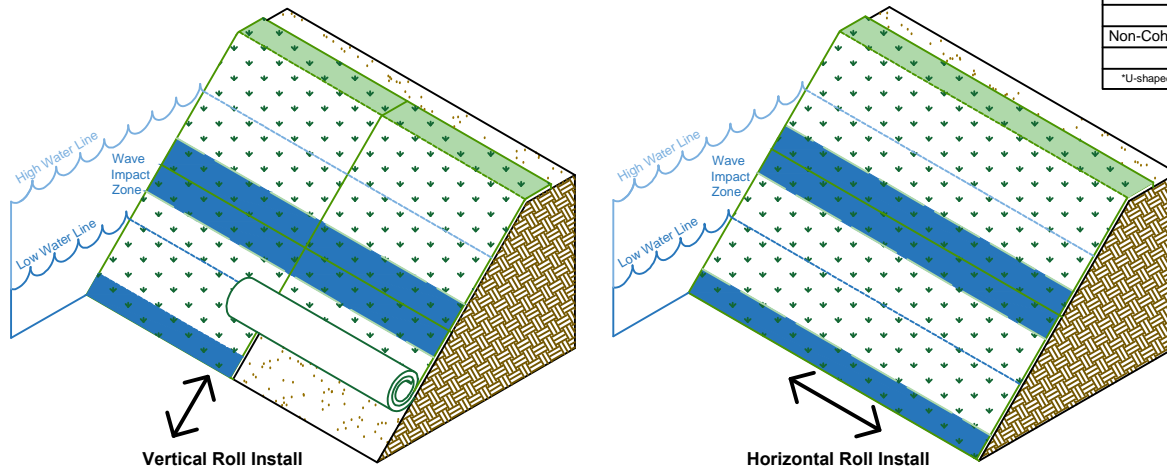 High Water Line
Wave
Impact
Zone
Low Water Line
Vertical Roll Install
High Water Line
Wave
Impact
Zone
Low Water Line
Horizontal Roll Install
Non-Coh
*U-shaped